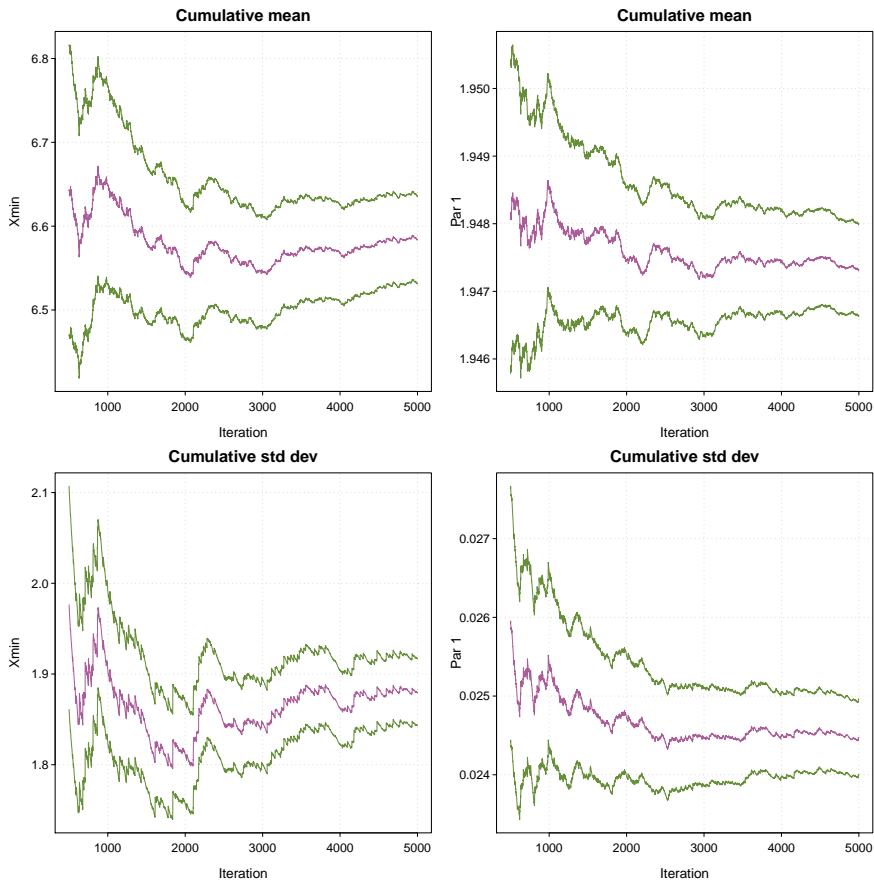 Cumulative mean
Xmin
6.8
6.7
6.6
6.5
1000 2000 3000 4000 5000
Iteration
Cumulative mean
Par 1
1.950
1.949
1.948
1.947
1.946
1000 2000 3000 4000 5000
Iteration
Cumulative std dev
Xmin
2.1
2.0
1.9
1.8
1000 2000 3000 4000 5000
Iteration
Cumulative std dev
Par 1
0.027
0.026
0.025
0.024
1000 2000 3000 4000 5000
Iteration